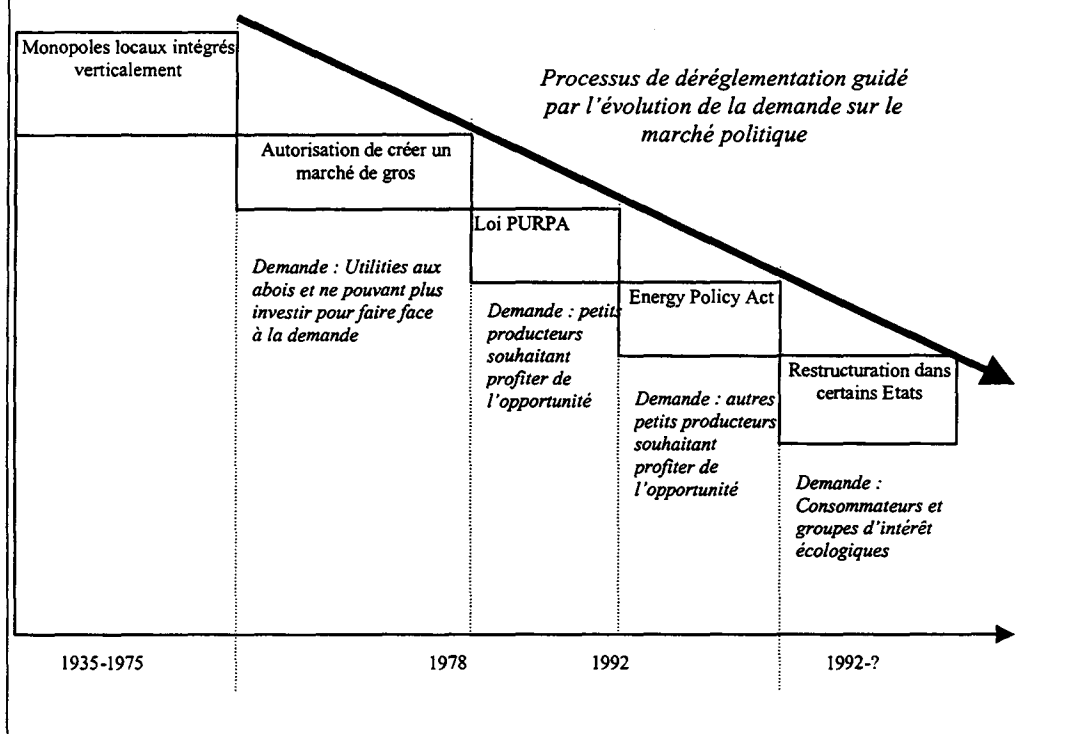 Monopoles locaux intégrés
verticalement
Processus de déréglementation guidé
par l'évolution de la demande sur le
marché politique
Autorisation de créer un
marché de gros
Loi PURPA
Demande : Utilities aux
abois et ne pouvant plus
investir pour faire face
à la demande
Energy Policy Act
Demande : petits
producteurs
souhaitant
profiter de
l'opportunité
Restructuration dans
certains Etats
Demande : autres
petits producteurs
souhaitant
profiter de
l'opportunité
Demande :
Consommateurs et
groupes d'intérêt
écologiques
1935-1975
1978
1992
1992-?